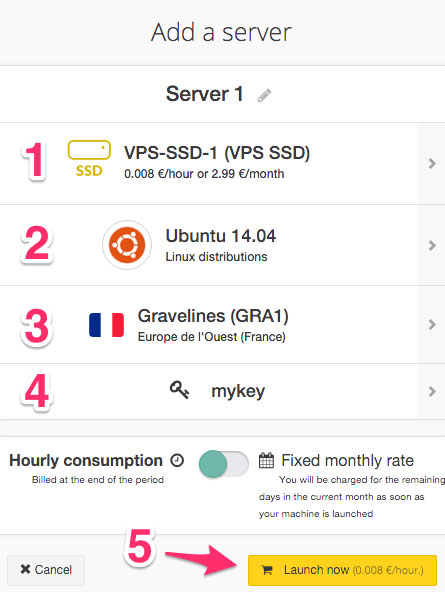 Add a server
Server 1
1
SSD
VPS-SSD-1 (VPS SSD)
0.008 €/hour or 2.99 €/month
2
Ubuntu 14.04
Linux distributions
3
Gravelines (GRA1)
Europe de l'Ouest (France)
4
mykey
Hourly consumption
Billed at the end of the period
Fixed monthly rate
You will be charged for the remaining
days in the current month as soon as
your machine is launched
5
Cancel
Launch now (0.008 €/hour.)